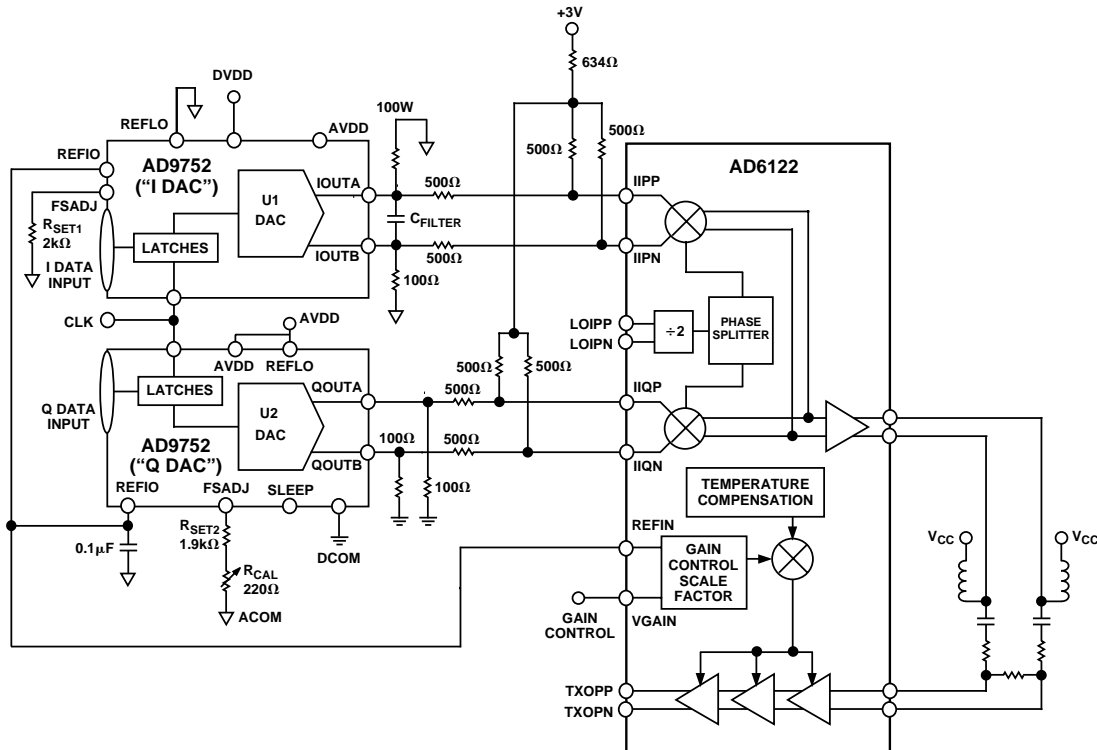 +3V
634Ω
DVDD
100W
REFLO
AVDD
500Ω
500Ω
REFIO
AD9752
("I DAC")
AD6122
U1
DAC
IOUTA
500Ω
IIPP
FSADJ
RSET1
2kΩ
LATCHES
CFILTER
I DATA
INPUT
IOUTB
500Ω
IIPN
100Ω
CLK
AVDD
LOIPP
LOIPN
÷2
PHASE
SPLITTER
AVDD
REFLO
500Ω
500Ω
LATCHES
QOUTA
500Ω
IIQP
Q DATA
INPUT
U2
DAC
AD9752
("Q DAC")
QOUTB
100Ω
500Ω
IIQN
100Ω
REFIO
FSADJ
SLEEP
TEMPERATURE
COMPENSATION
RSET2
1.9kΩ
DCOM
REFIN
0.1μF
GAIN
CONTROL
SCALE
FACTOR
VCC
VCC
RCAL
220Ω
ACOM
GAIN
CONTROL
VGAIN
TXOPP
TXOPN